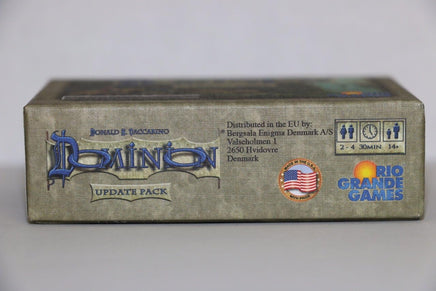 DONALD X. VACCARINO
DOMINION
UPDATE PACK
Distributed in the EU by:
Bergsala Enigma Denmark A/S
Valseholmen 1
2650 Hvidovre
Denmark
2 - 4 30MIN. 14+
RIO
GRANDE
GAMES